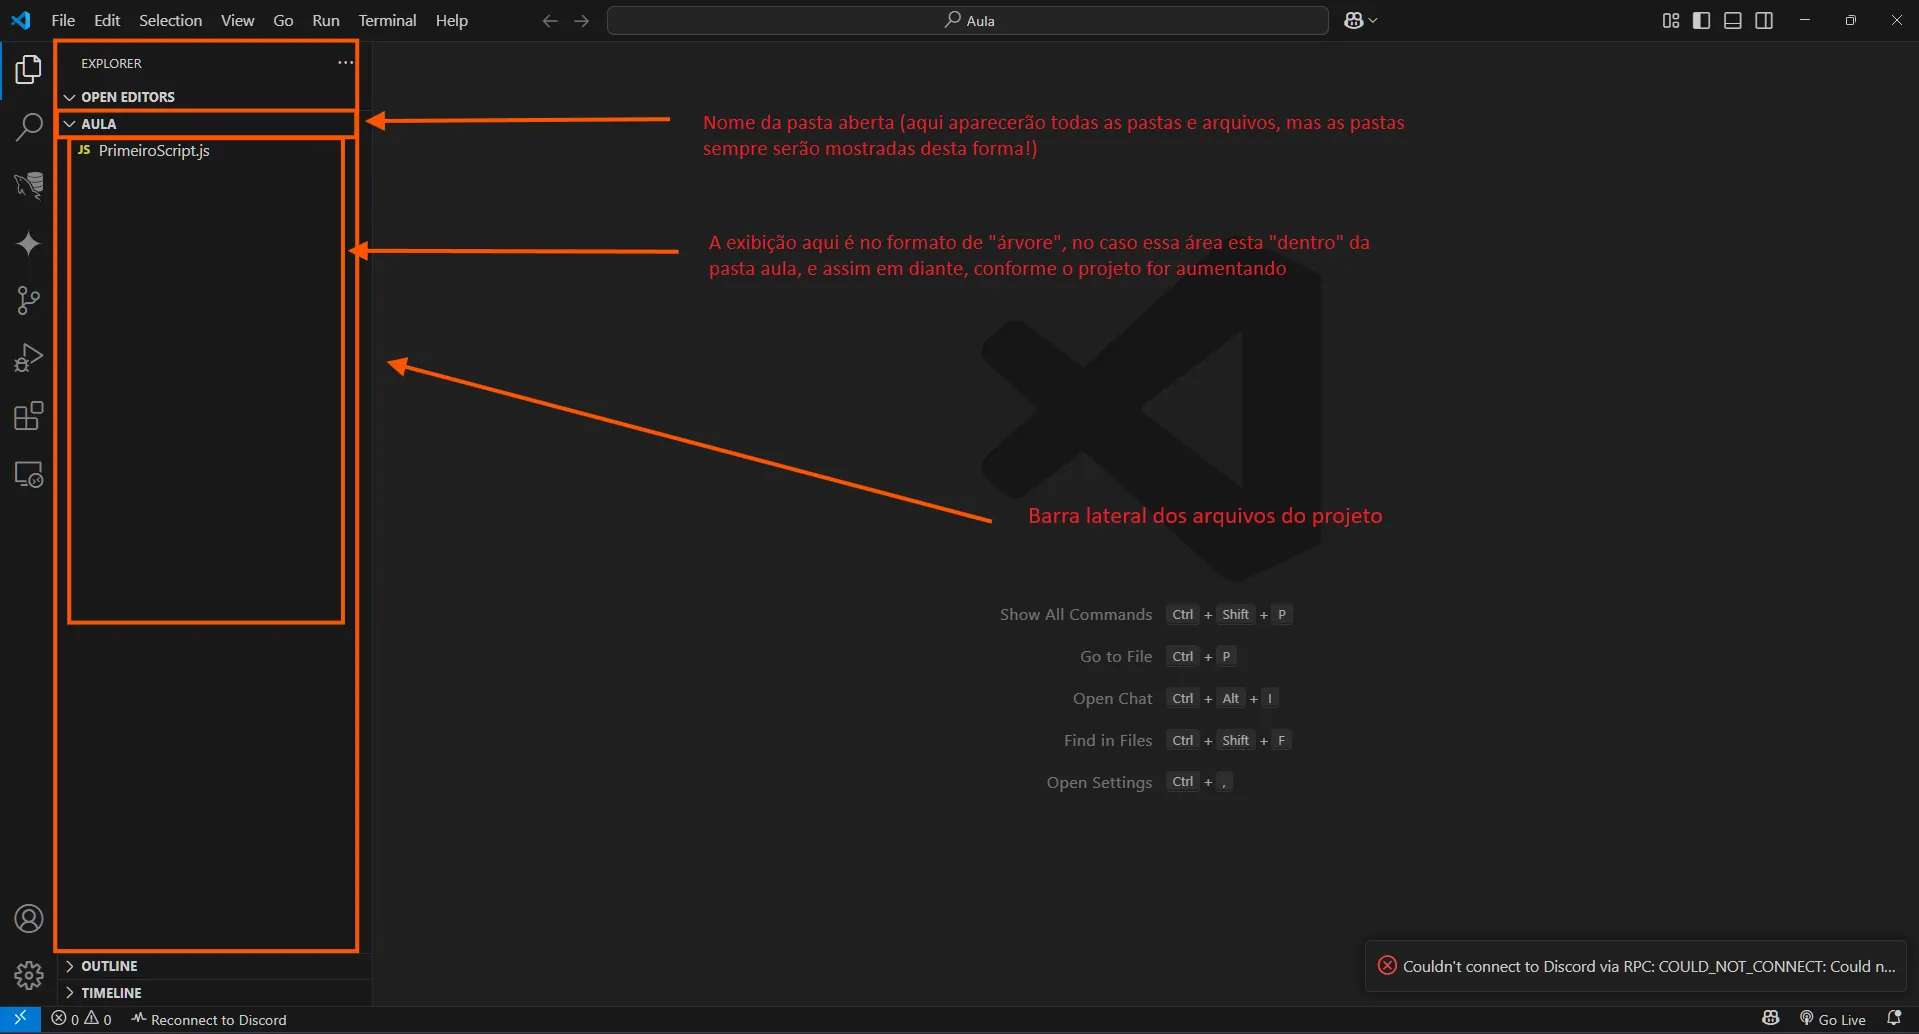 File Edit Selection View Go Run Terminal Help
Aula
EXPLORER
OPEN EDITORS
AULA
JS PrimeiroScript.js
Nome da pasta aberta (aqui aparecerão todas as pastas e arquivos, mas as pastas
sempre serão mostradas desta forma!)
A exibição aqui é no formato de "árvore", no caso essa área esta "dentro" da
pasta aula, e assim em diante, conforme o projeto for aumentando
Barra lateral dos arquivos do projeto
Show All Commands Ctrl + Shift + P
Go to File Ctrl + P
Open Chat Ctrl + Alt + I
Find in Files Ctrl + Shift + F
Open Settings Ctrl + ,
OUTLINE
TIMELINE
Couldn't connect to Discord via RPC: COULD_NOT_CONNECT: Could n...
0 0 Reconnect to Discord
Go Live